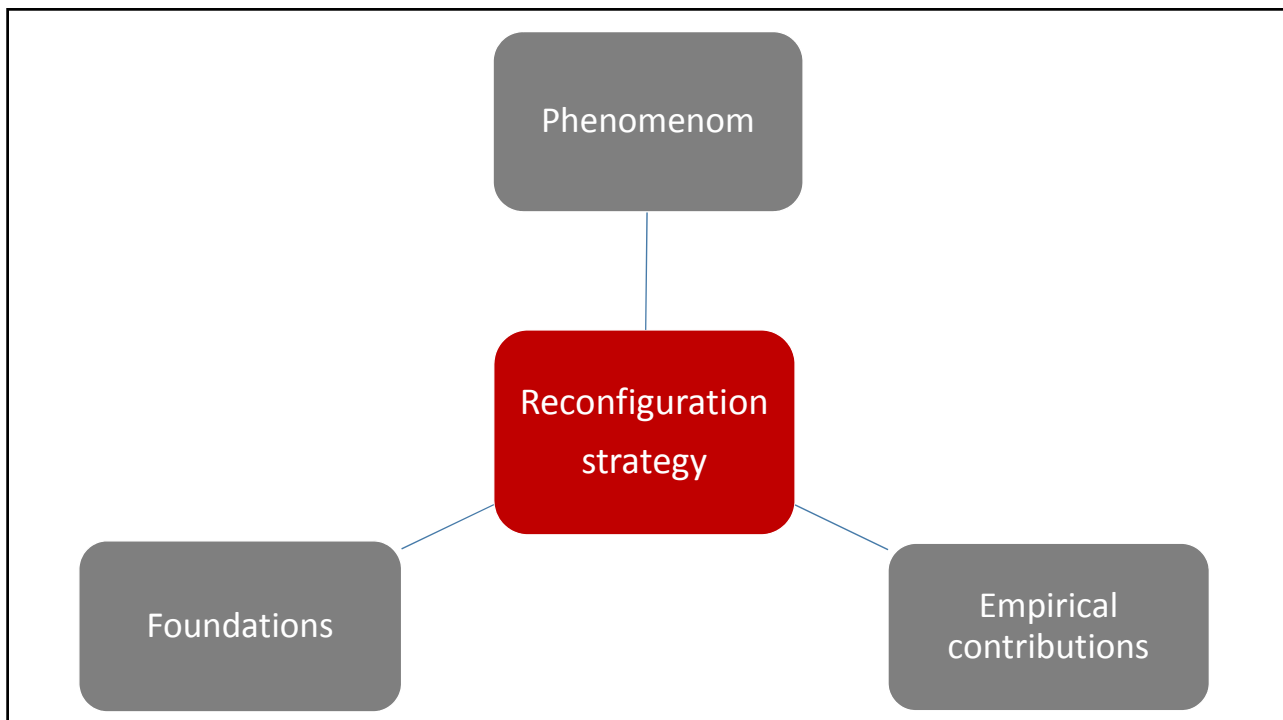 Phenomenom
Reconfiguration
strategy
Foundations
Empirical
contributions